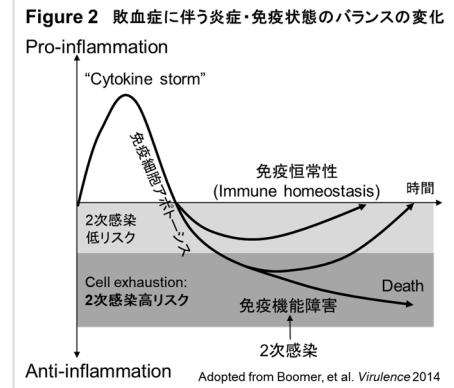 Figure 2 敗血症に伴う炎症・免疫状態のバランスの変化
Pro-inflammation
“Cytokine storm”
免疫細胞アポトーシス
免疫恒常性
(Immune homeostasis)
時間
2次感染
低リスク
Cell exhaustion:
2次感染高リスク
Death
免疫機能障害
2次感染
Anti-inflammation
Adopted from Boomer, et al. Virulence 2014